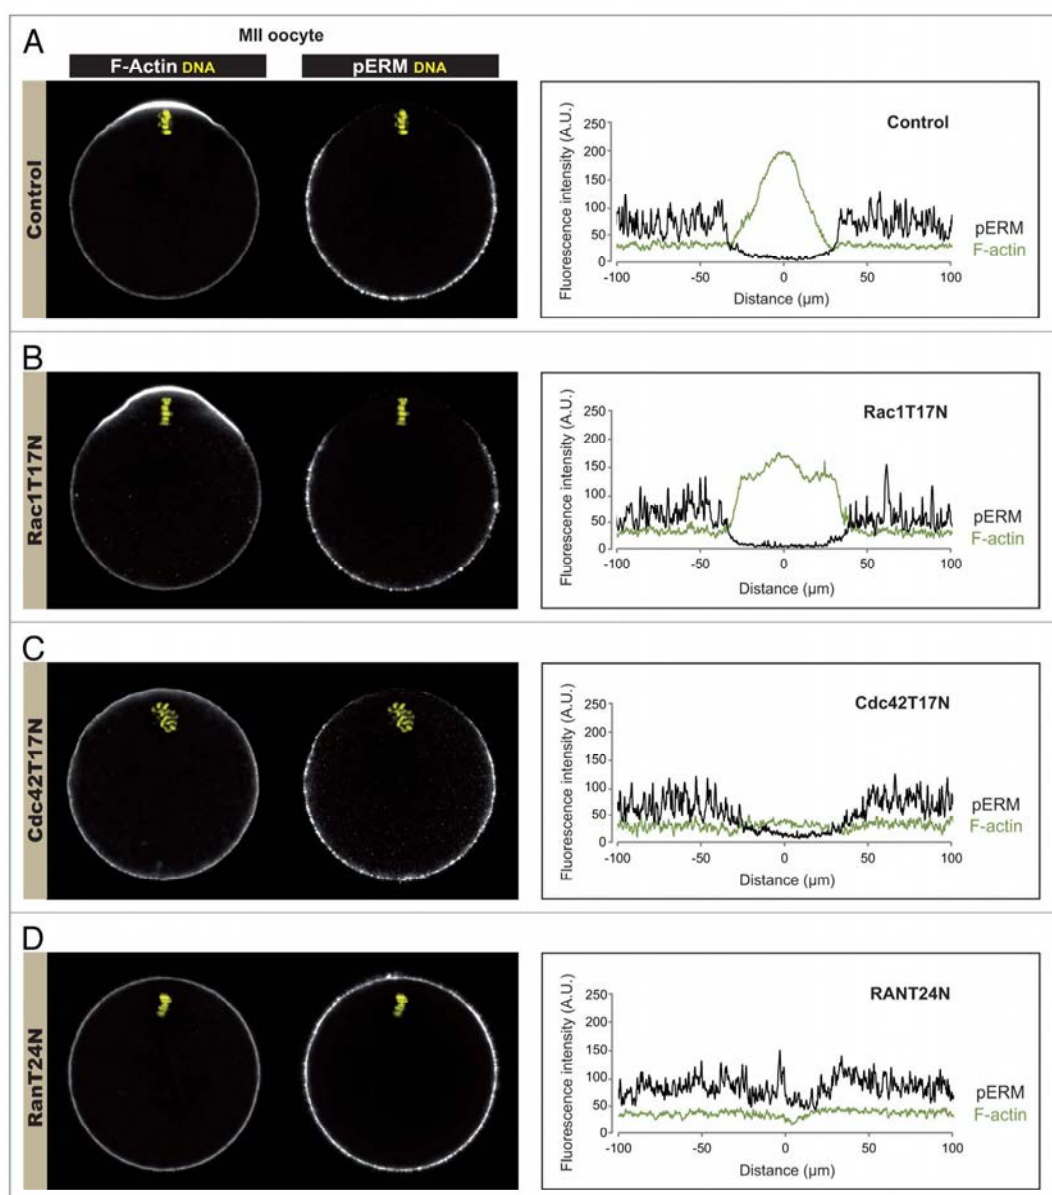 A
MII oocyte
F-Actin DNA
pERM DNA
Control
Fluorescence intensity (A.U.)
250
200
150
100
50
0
-100
-50
0
50
100
Distance (µm)
Control
pERM
F-actin
B
Rac1T17N
Fluorescence intensity (A.U.)
250
200
150
100
50
0
-100
-50
0
50
100
Distance (µm)
Rac1T17N
pERM
F-actin
C
Cdc42T17N
Fluorescence intensity (A.U.)
250
200
150
100
50
0
-100
-50
0
50
100
Distance (µm)
Cdc42T17N
pERM
F-actin
D
RanT24N
Fluorescence intensity (A.U.)
250
200
150
100
50
0
-100
-50
0
50
100
Distance (µm)
RANT24N
pERM
F-actin